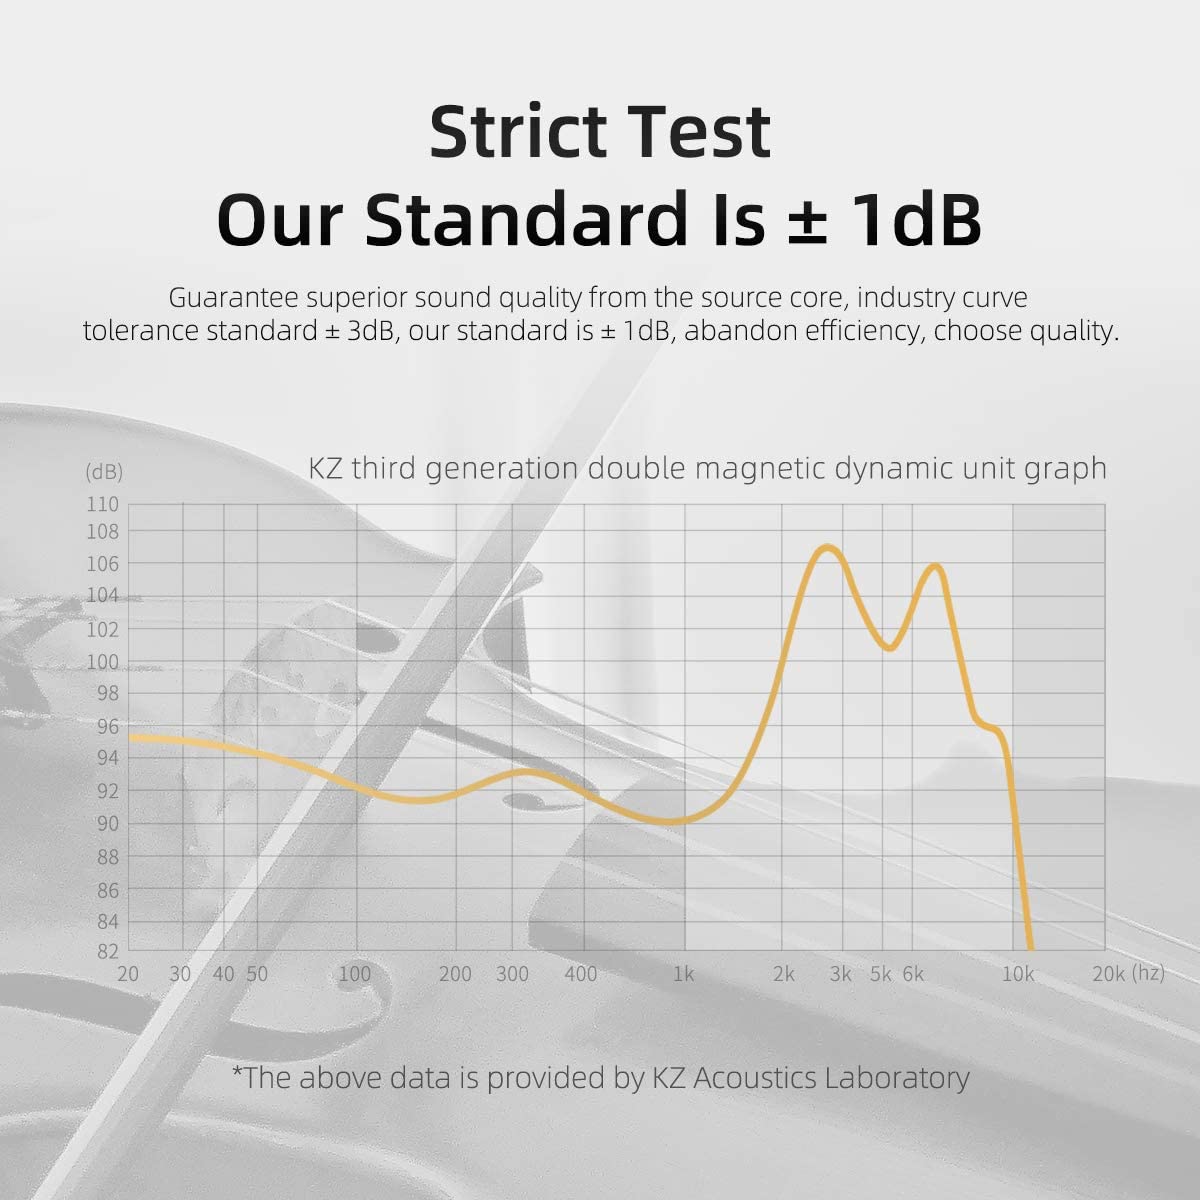 Strict Test
Our Standard Is ± 1dB
Guarantee superior sound quality from the source core, industry curve
tolerance standard ± 3dB, our standard is ± 1dB, abandon efficiency, choose quality.
(dB)
KZ third generation double magnetic dynamic unit graph
110
108
106
104
102
100
98
96
94
92
90
88
86
84
82
20 30 40 50 100 200 300 400 1k 2k 3k 5k 6k 10k 20k (hz)
*The above data is provided by KZ Acoustics Laboratory